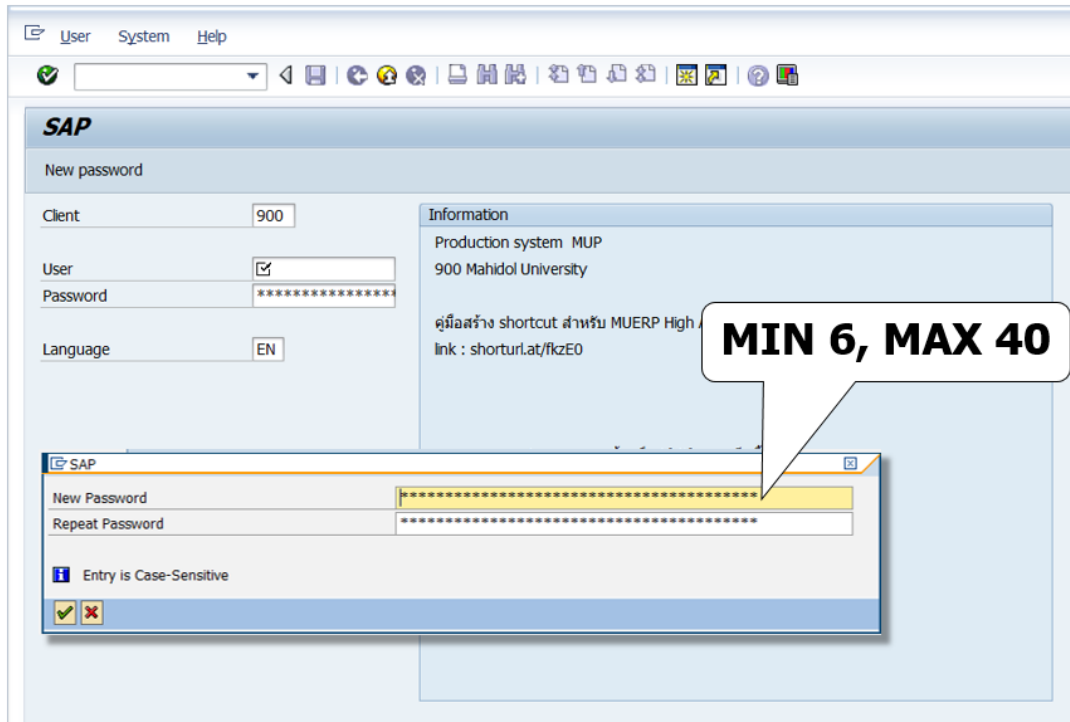 User System Help
SAP
New password
Client 900
Information
Production system MUP
User
900 Mahidol University
Password ****************
คู่มือสร้าง shortcut สำหรับ MUERP High
MIN 6, MAX 40
Language EN
link : shorturl.at/fkzE0
SAP
New Password ****************************************
Repeat Password ****************************************
Entry is Case-Sensitive